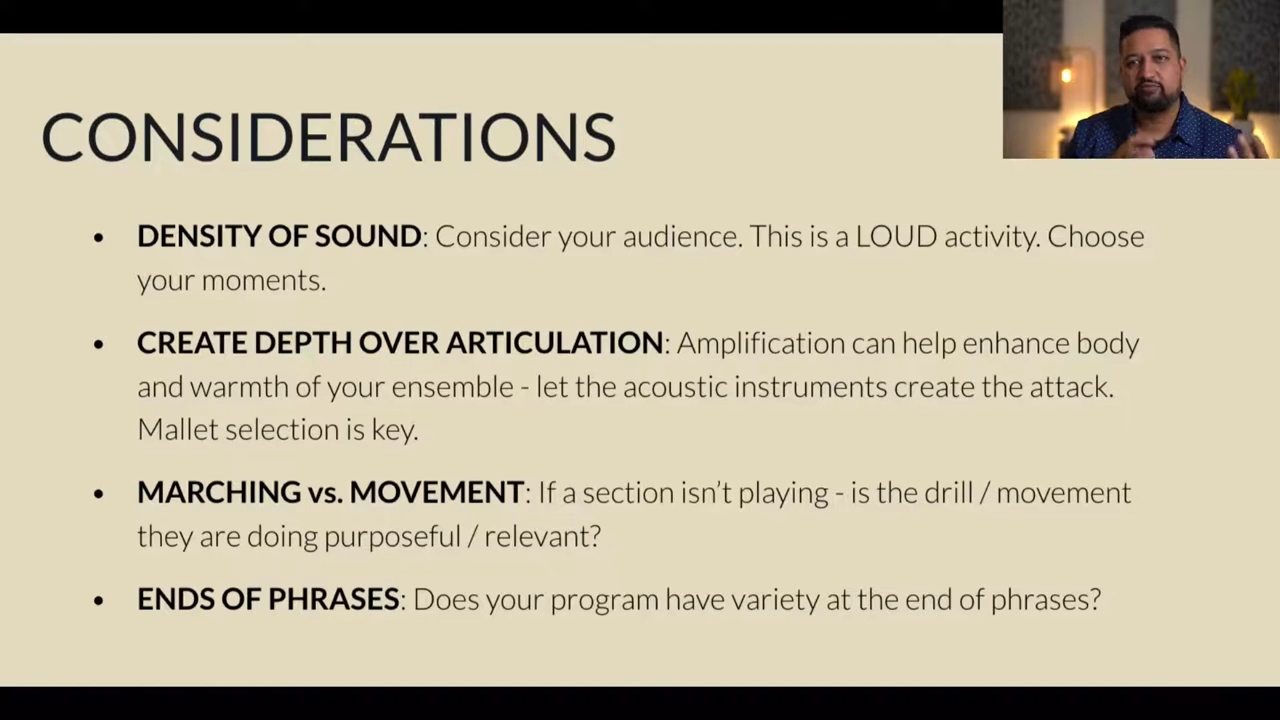 CONSIDERATIONS
• DENSITY OF SOUND: Consider your audience. This is a LOUD activity. Choose
your moments.
• CREATE DEPTH OVER ARTICULATION: Amplification can help enhance body
and warmth of your ensemble - let the acoustic instruments create the attack.
Mallet selection is key.
• MARCHING vs. MOVEMENT: If a section isn’t playing - is the drill / movement
they are doing purposeful / relevant?
• ENDS OF PHRASES: Does your program have variety at the end of phrases?